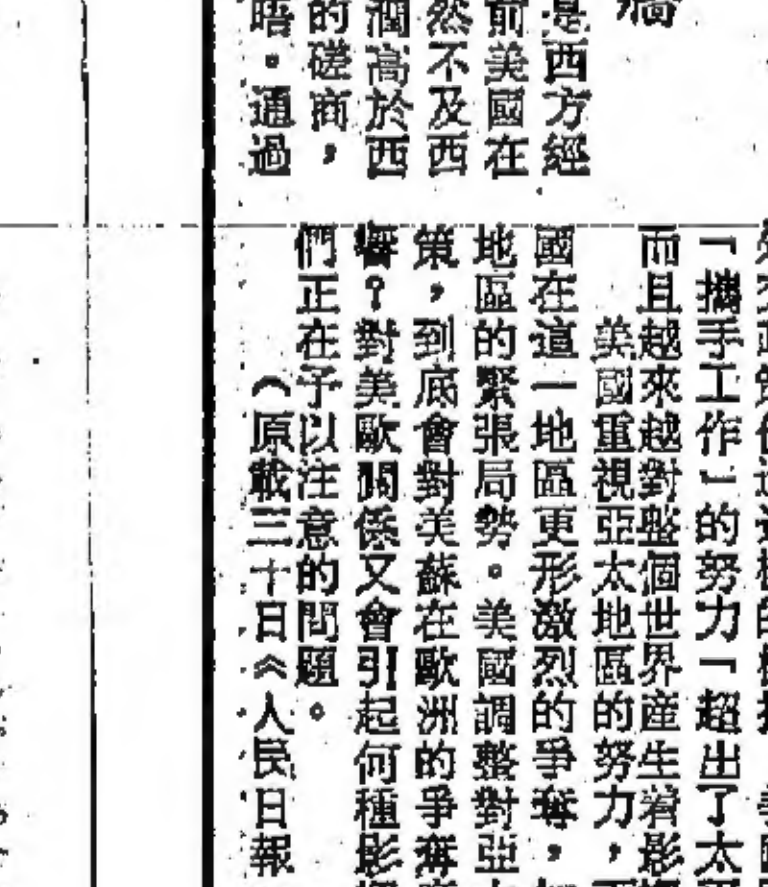 是西方經
前美國在
然不及西
潤高於西
的磋商，
晤。通過
「攜手工作」的努力「超出了太
而且越來越對整個世界産生着影
美國重視亞太地區的努力，
國在這一地區更形激烈的爭奪，
地區的緊張局勢。美國調整對亞
策，到底會對美蘇在歐洲的爭奪
響？對美歐關係又會引起何種影
們正在予以注意的問題。
（原載三十日《人民日報